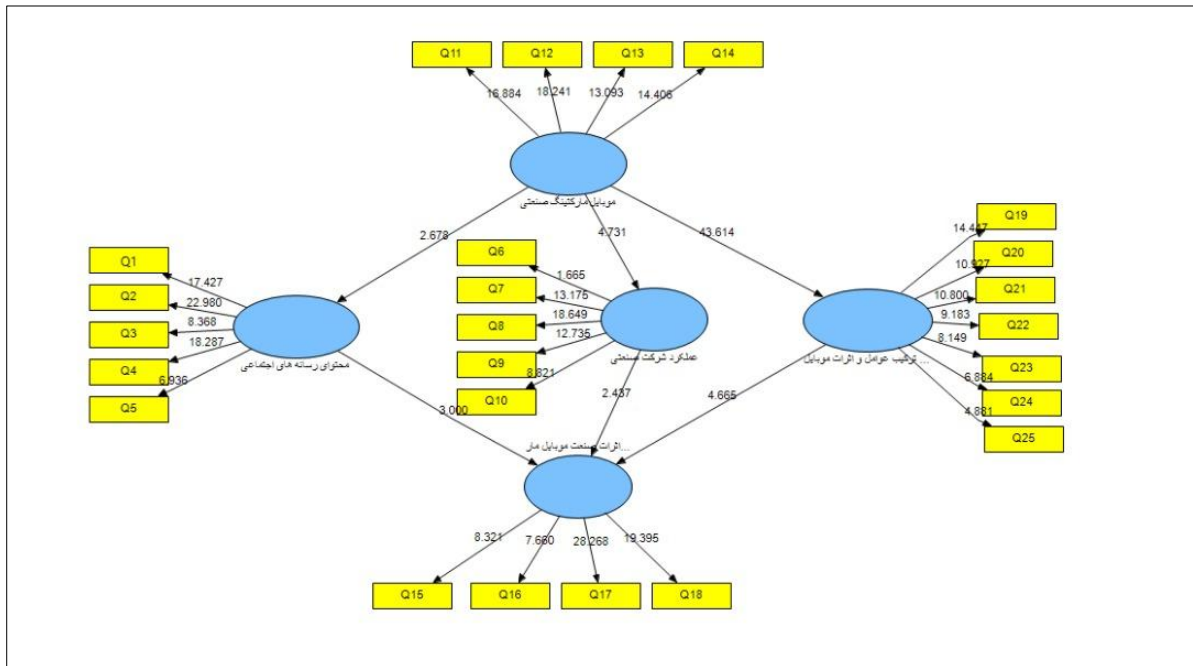 Q11 Q12 Q13 Q14
16.884 18.241 13.093 14.406
موبایل مارکتینگ صنعتی
2.678 4.731 43.614
Q1
Q2
Q3
Q4
Q5
17.427
22.980
8.368
18.287
6.936
محتوای رسانه های اجتماعی
Q6
Q7
Q8
Q9
Q10
1.665
13.175
18.649
12.735
8.821
عملکرد شرکت صنعتی
Q19
Q20
Q21
Q22
Q23
Q24
Q25
14.447
10.927
10.800
9.183
8.149
6.884
4.881
ترکیب عوامل و اثرات موبایل ...
3.000 2.437 4.665
اثرات صنعت موبایل مار...
8.321 7.660 28.268 19.395
Q15 Q16 Q17 Q18